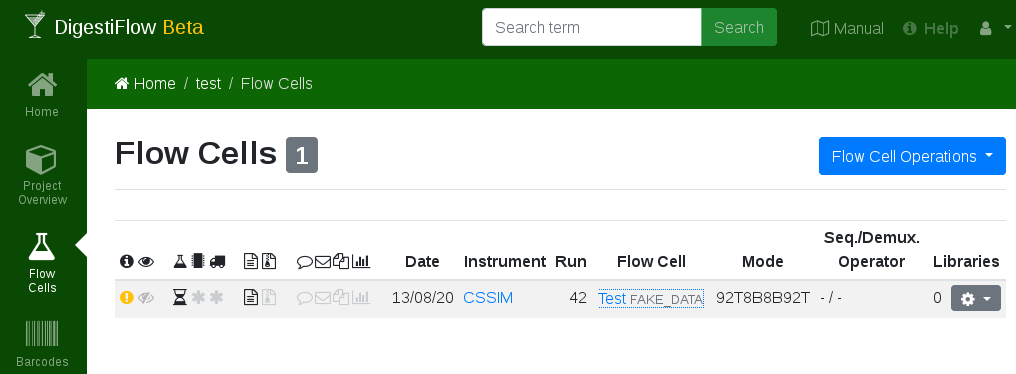 DigestiFlow Beta
Search term
Search
Manual
Help
Home / test / Flow Cells
Home
Project
Overview
Flow
Cells
Barcodes
Flow Cells 1
Flow Cell Operations
Date Instrument Run Flow Cell Mode Seq./Demux. Operator Libraries
13/08/20 CSSIM 42 Test FAKE_DATA 92T8B8B92T - / - 0